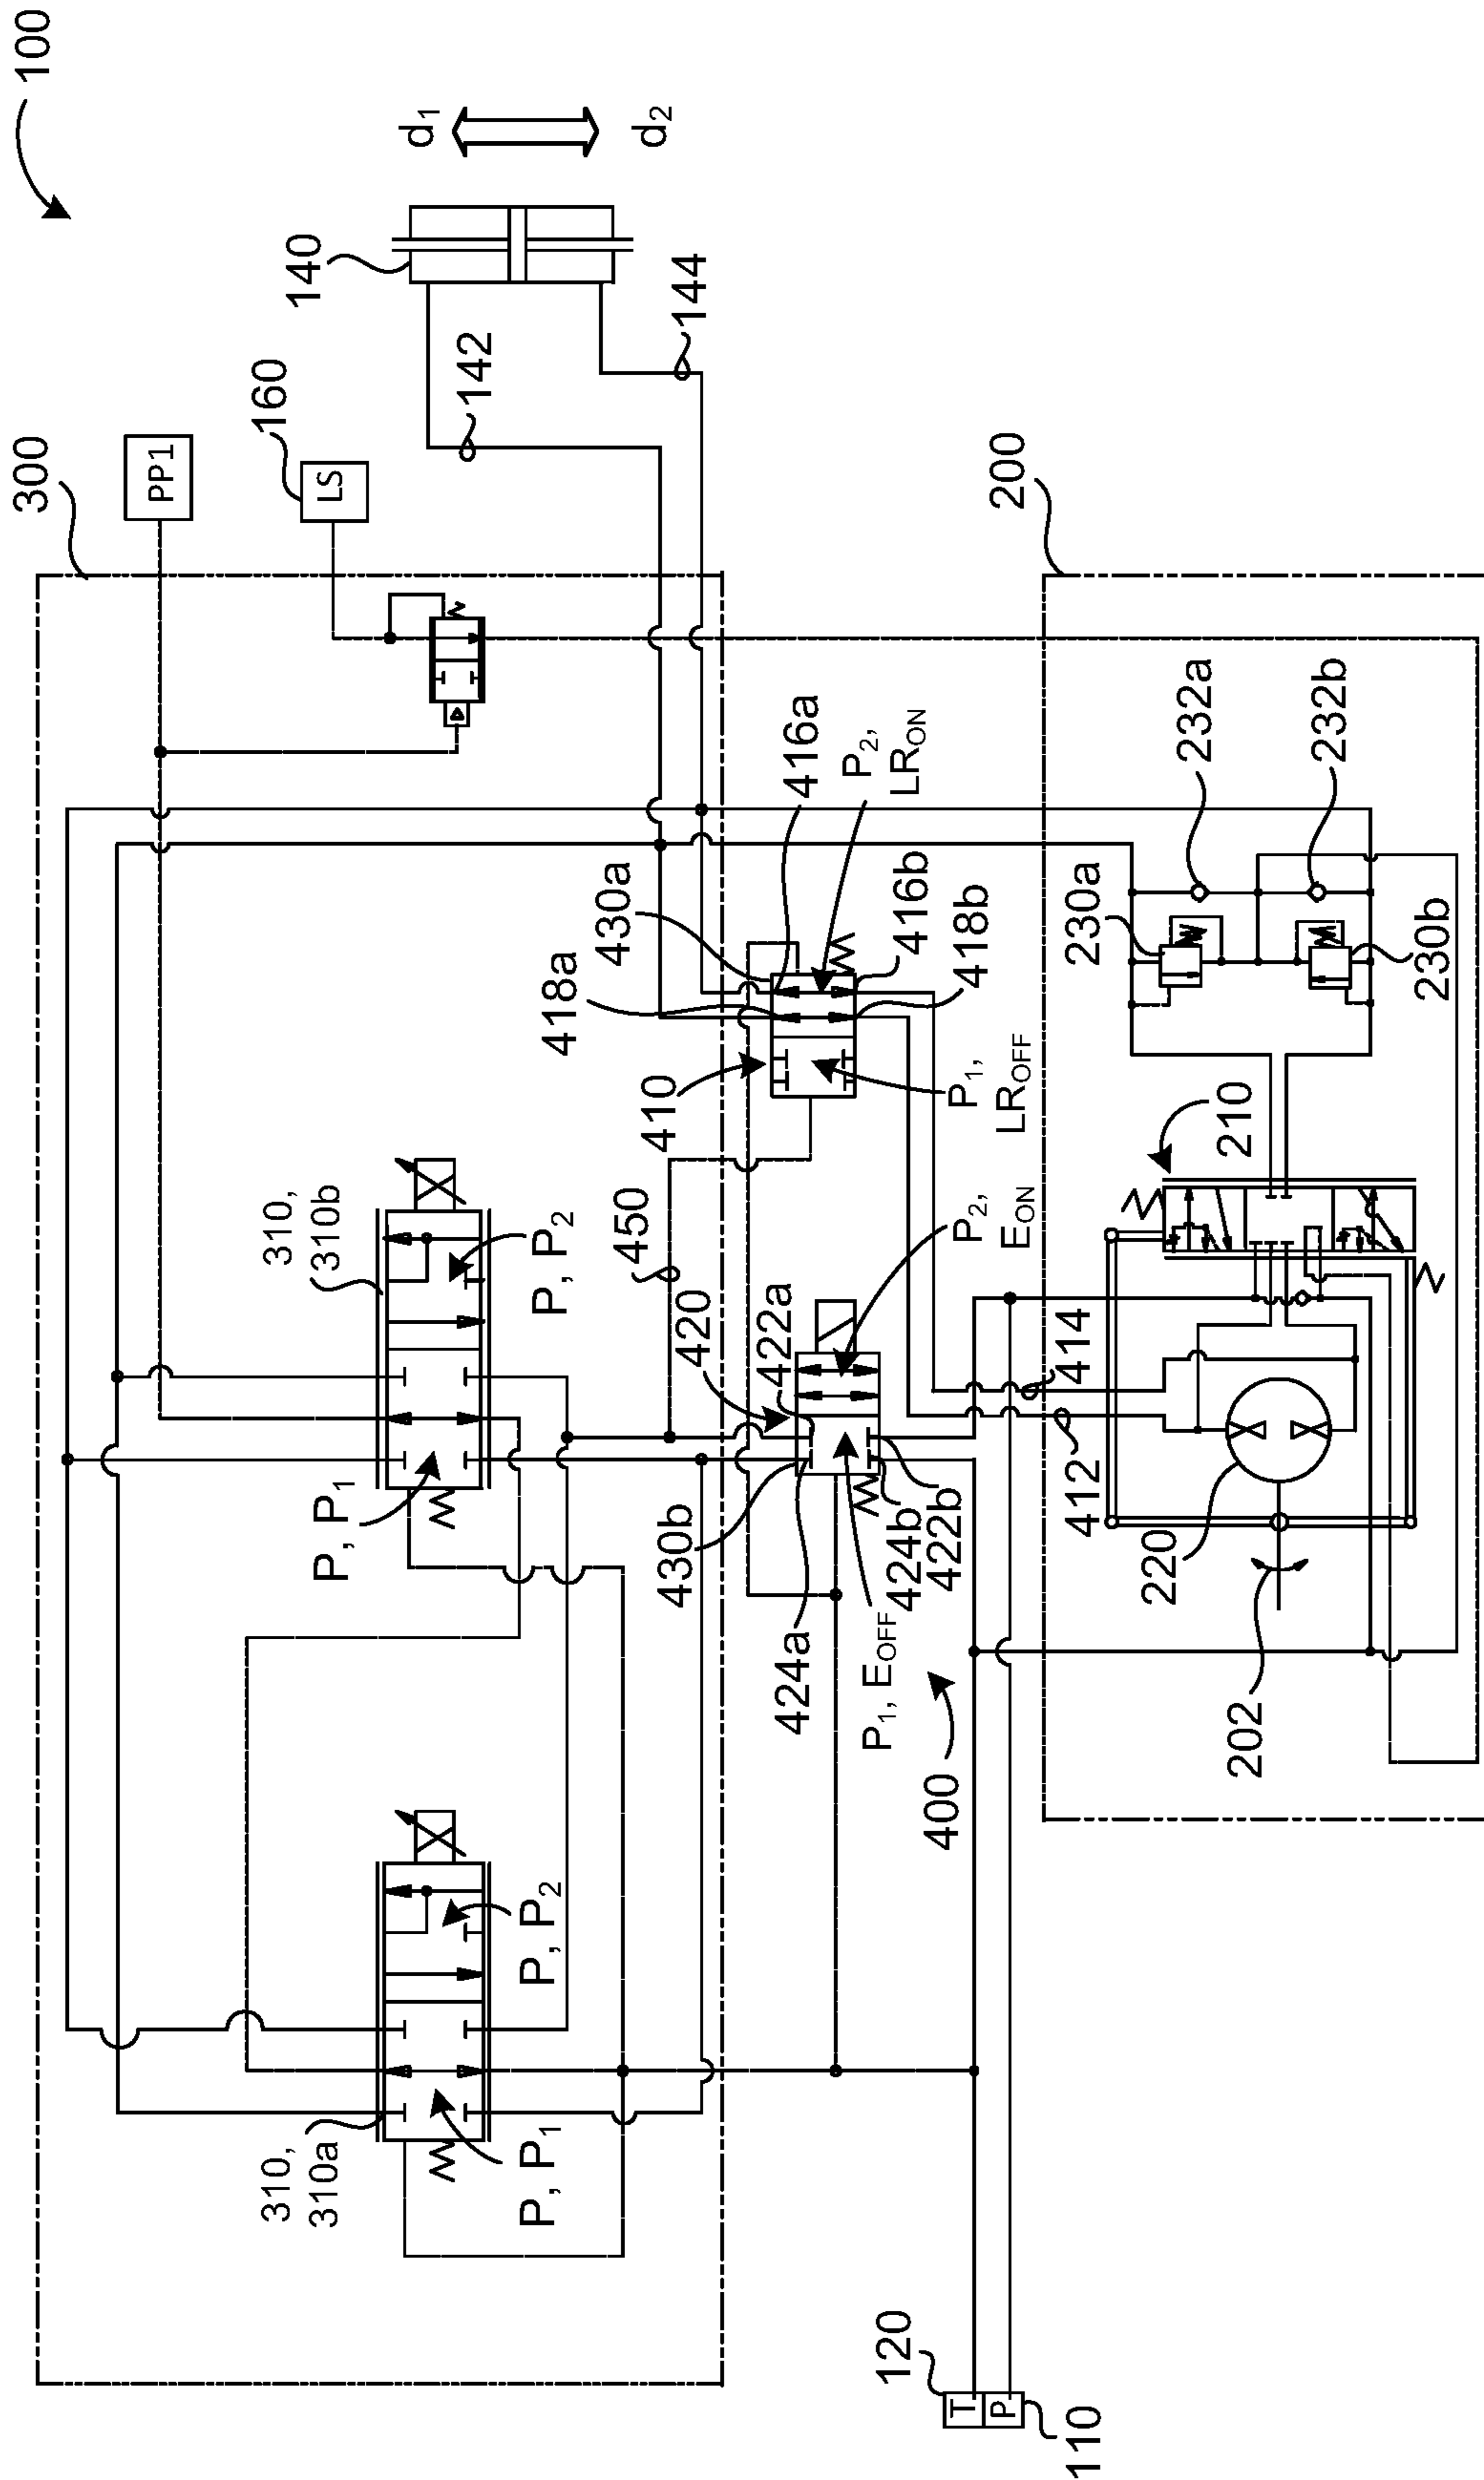 100
d1
d2
140
142
144
300
PP1
160
LS
200
416a
P2,
LRON
232a
232b
430a
418a
416b
418b
230a
230b
410
P1,
LROFF
210
310,
310b
P, P2
450
P2,
EON
420
422a
414
P, P1
430b
412
220
424a
424b
422b
P1, EOFF
202
400
P, P2
310,
310a
P, P1
120
T
P
110